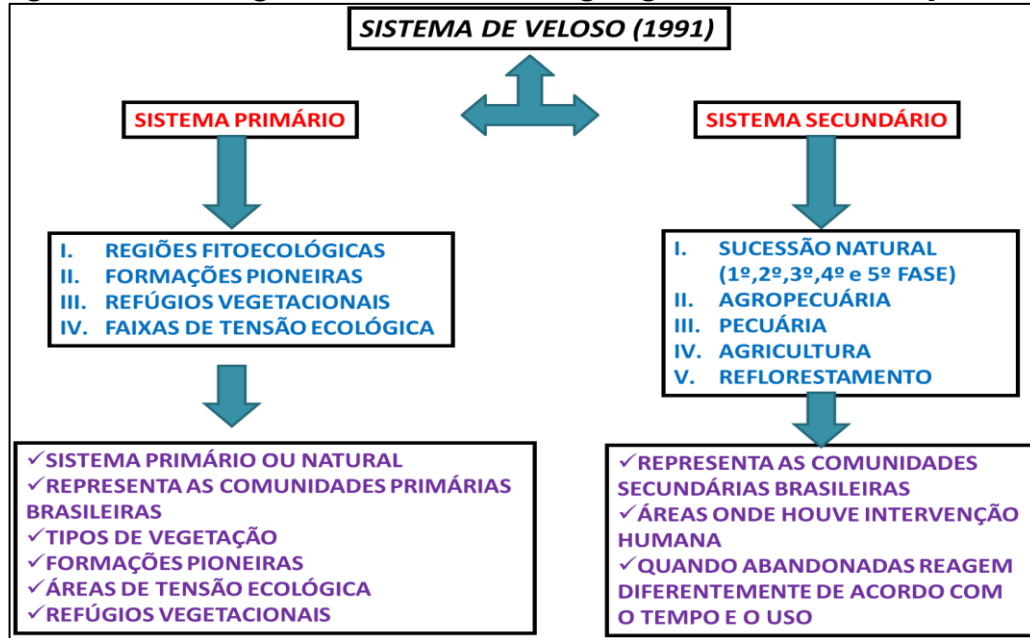 SISTEMA DE VELOSO (1991)
SISTEMA PRIMÁRIO
I. REGIÕES FITOECOLÓGICAS
II. FORMAÇÕES PIONEIRAS
III. REFÚGIOS VEGETACIONAIS
IV. FAIXAS DE TENSÃO ECOLÓGICA
✓SISTEMA PRIMÁRIO OU NATURAL
✓REPRESENTA AS COMUNIDADES PRIMÁRIAS
BRASILEIRAS
✓TIPOS DE VEGETAÇÃO
✓FORMAÇÕES PIONEIRAS
✓ÁREAS DE TENSÃO ECOLÓGICA
✓REFÚGIOS VEGETACIONAIS
SISTEMA SECUNDÁRIO
I. SUCESSÃO NATURAL
(1º,2º,3º,4º e 5º FASE)
II. AGROPECUÁRIA
III. PECUÁRIA
IV. AGRICULTURA
V. REFLORESTAMENTO
✓REPRESENTA AS COMUNIDADES
SECUNDÁRIAS BRASILEIRAS
✓ÁREAS ONDE HOUVE INTERVENÇÃO
HUMANA
✓QUANDO ABANDONADAS REAGEM
DIFERENTEMENTE DE ACORDO COM
O TEMPO E O USO